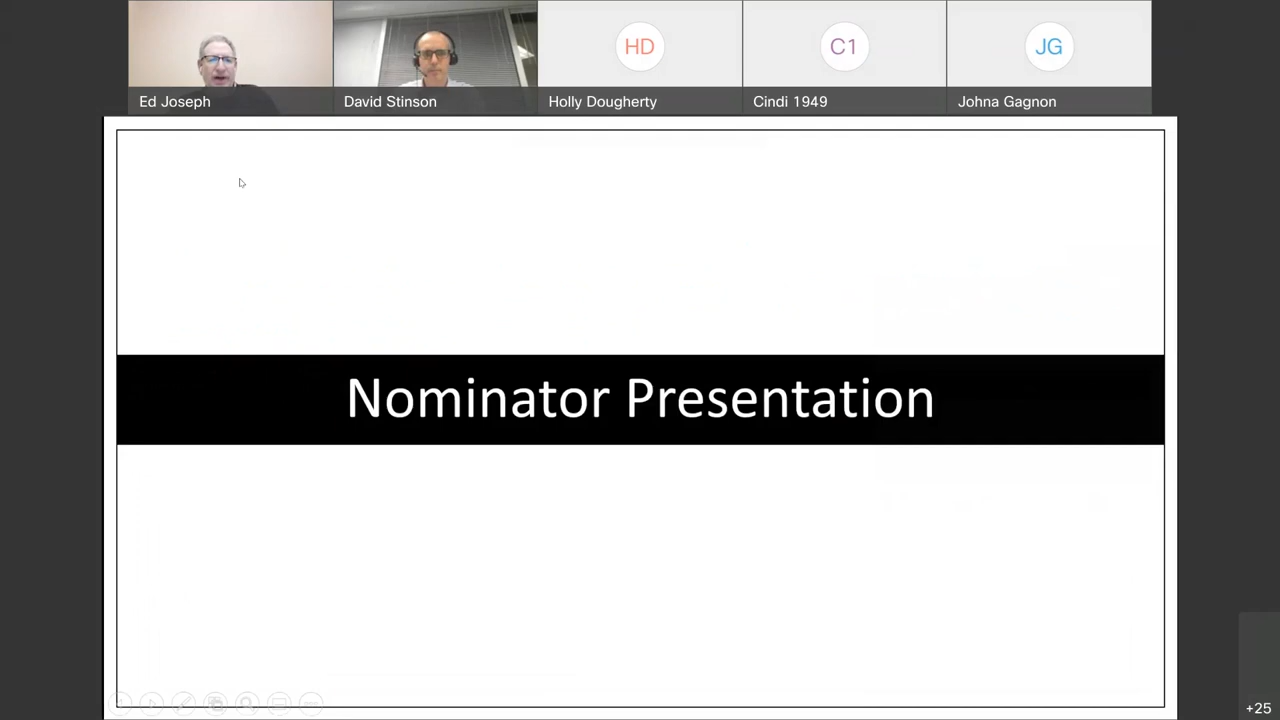 HD
C1
JG
Ed Joseph
David Stinson
Holly Dougherty
Cindi 1949
Johna Gagnon
Nominator Presentation
+25